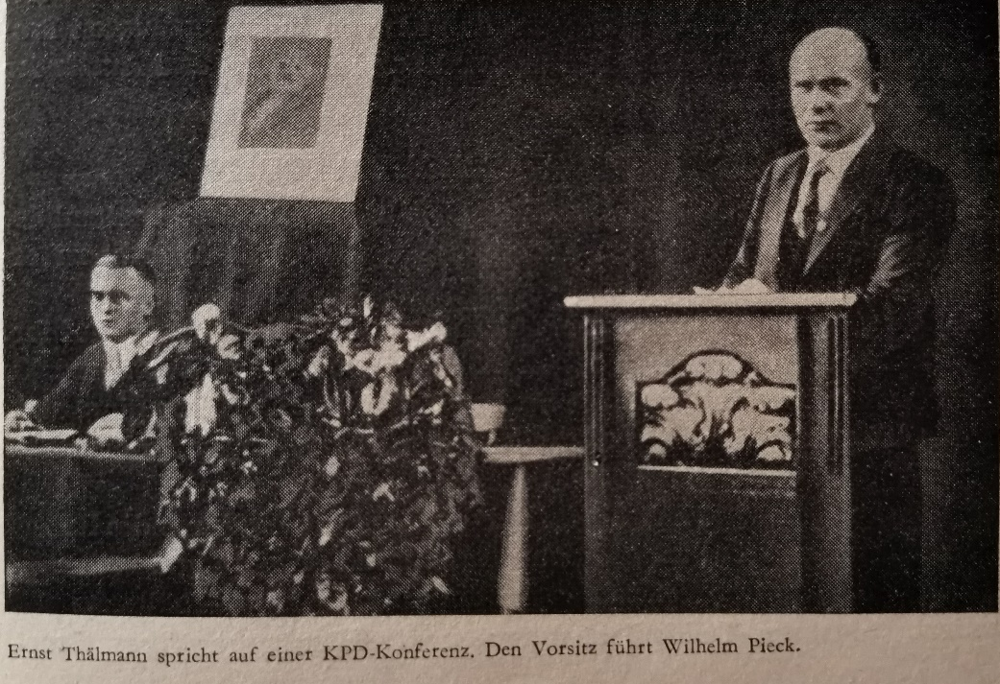 Ernst Thälmann spricht auf einer KPD-Konferenz. Den Vorsitz führt Wilhelm Pieck.